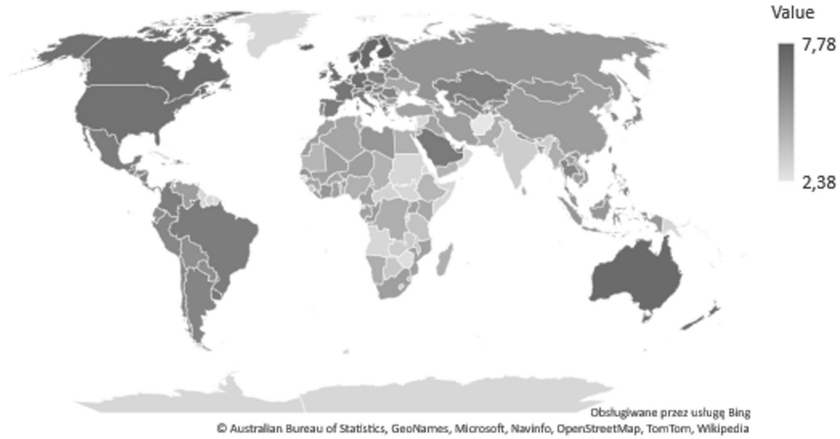 Value
7,78
2,38
Obsługiwane przez usługę Bing
© Australian Bureau of Statistics, GeoNames, Microsoft, Navinfo, OpenStreetMap, TomTom, Wikipedia